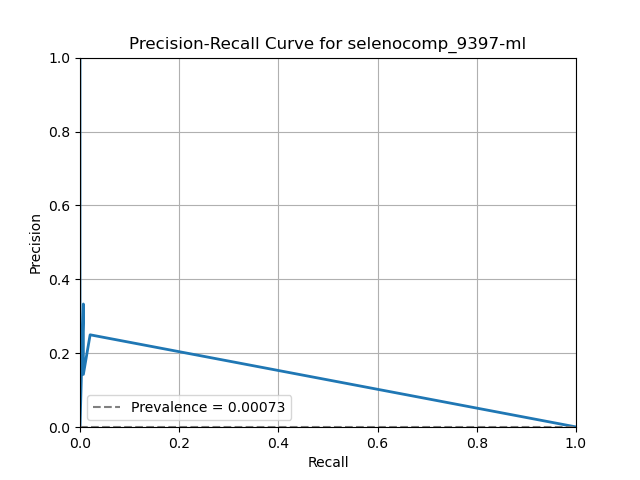 Precision-Recall Curve for selenocomp_9397-ml
1.0
0.8
0.6
0.4
0.2
0.0
Precision
Prevalence = 0.00073
0.0 0.2 0.4 0.6 0.8 1.0
Recall